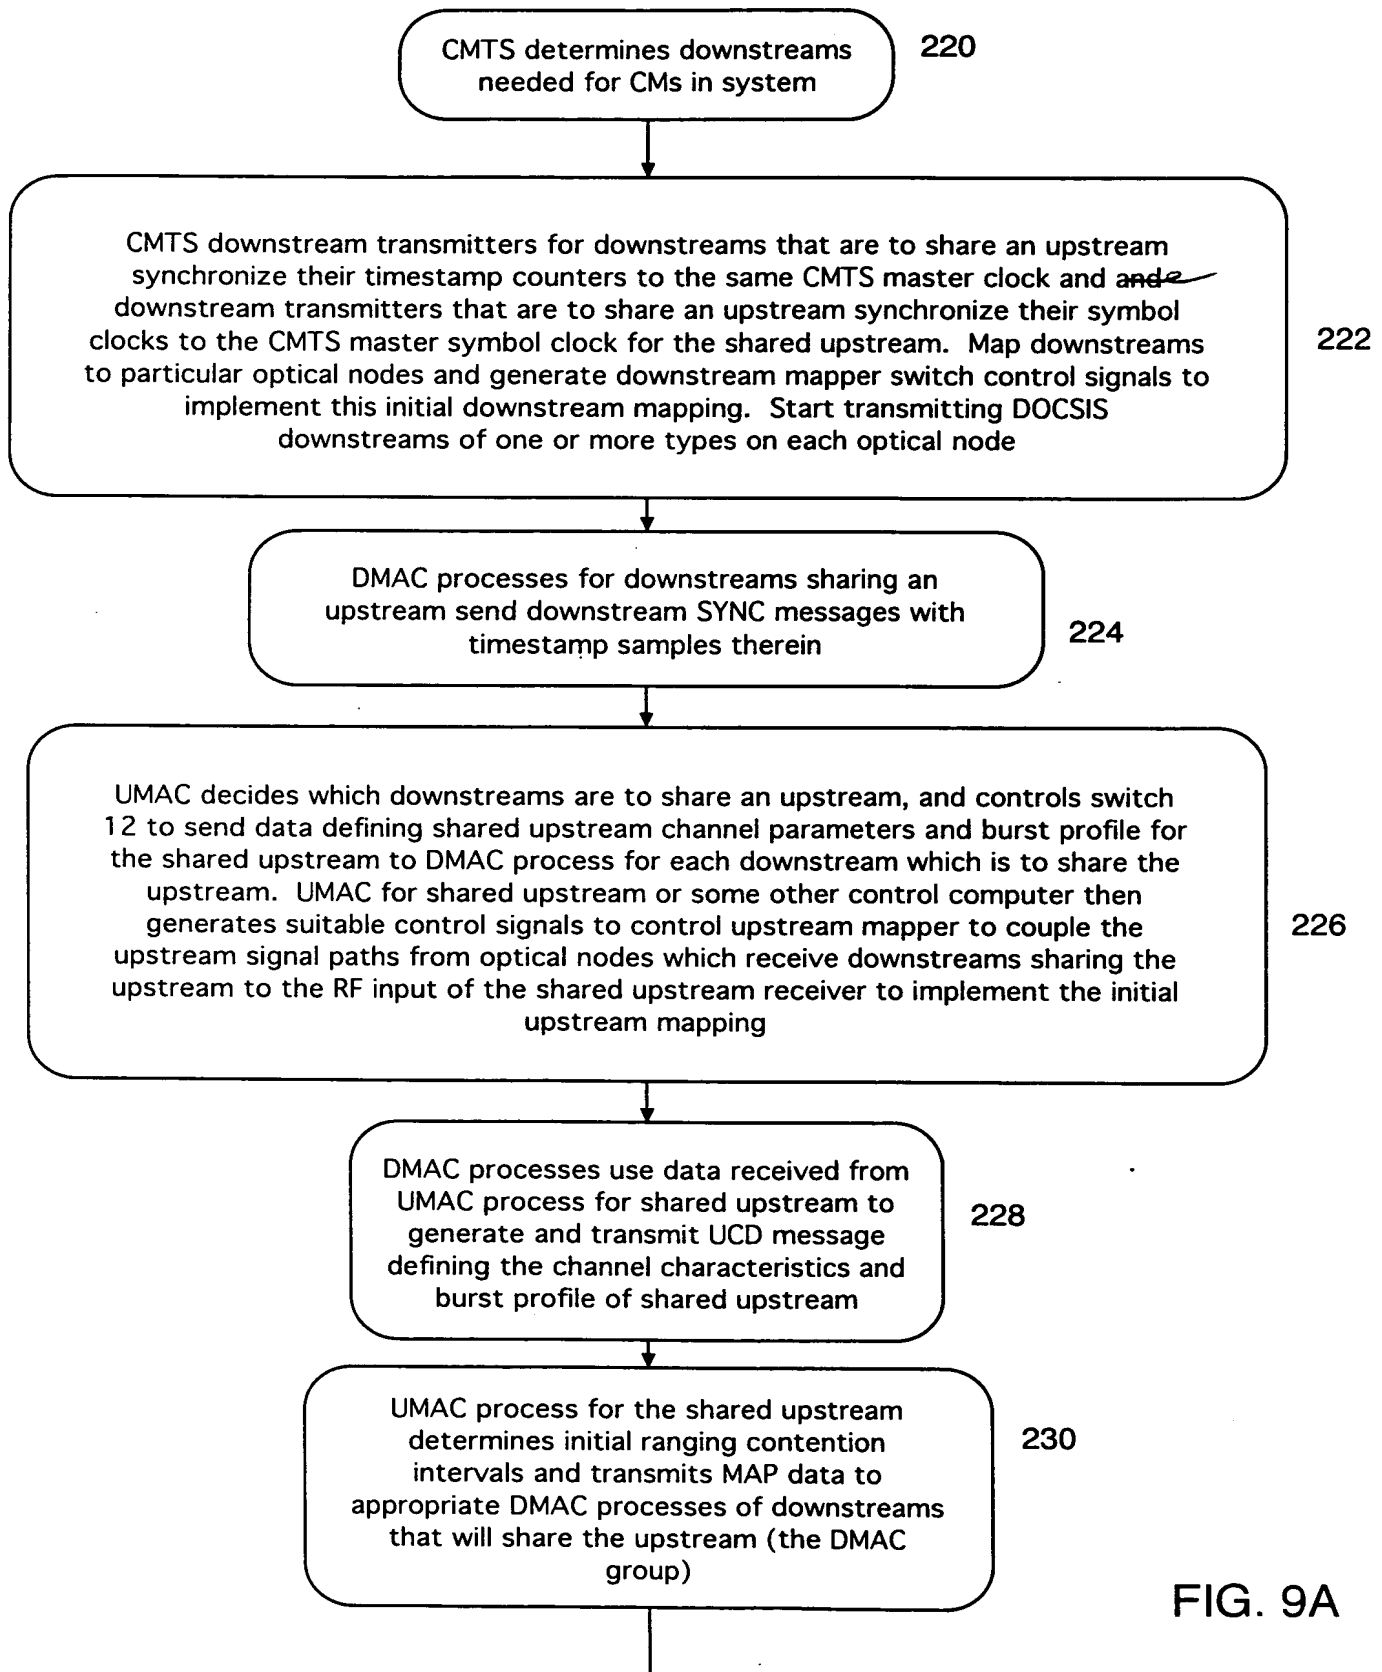 CMTS determines downstreams
needed for CMs in system
220
CMTS downstream transmitters for downstreams that are to share an upstream
synchronize their timestamp counters to the same CMTS master clock and and
downstream transmitters that are to share an upstream synchronize their symbol
clocks to the CMTS master symbol clock for the shared upstream. Map downstreams
to particular optical nodes and generate downstream mapper switch control signals to
implement this initial downstream mapping. Start transmitting DOCSIS
downstreams of one or more types on each optical node
222
DMAC processes for downstreams sharing an
upstream send downstream SYNC messages with
timestamp samples therein
224
UMAC decides which downstreams are to share an upstream, and controls switch
12 to send data defining shared upstream channel parameters and burst profile for
the shared upstream to DMAC process for each downstream which is to share the
upstream. UMAC for shared upstream or some other control computer then
generates suitable control signals to control upstream mapper to couple the
upstream signal paths from optical nodes which receive downstreams sharing the
upstream to the RF input of the shared upstream receiver to implement the initial
upstream mapping
226
DMAC processes use data received from
UMAC process for shared upstream to
generate and transmit UCD message
defining the channel characteristics and
burst profile of shared upstream
228
UMAC process for the shared upstream
determines initial ranging contention
intervals and transmits MAP data to
appropriate DMAC processes of downstreams
that will share the upstream (the DMAC
group)
230
FIG. 9A